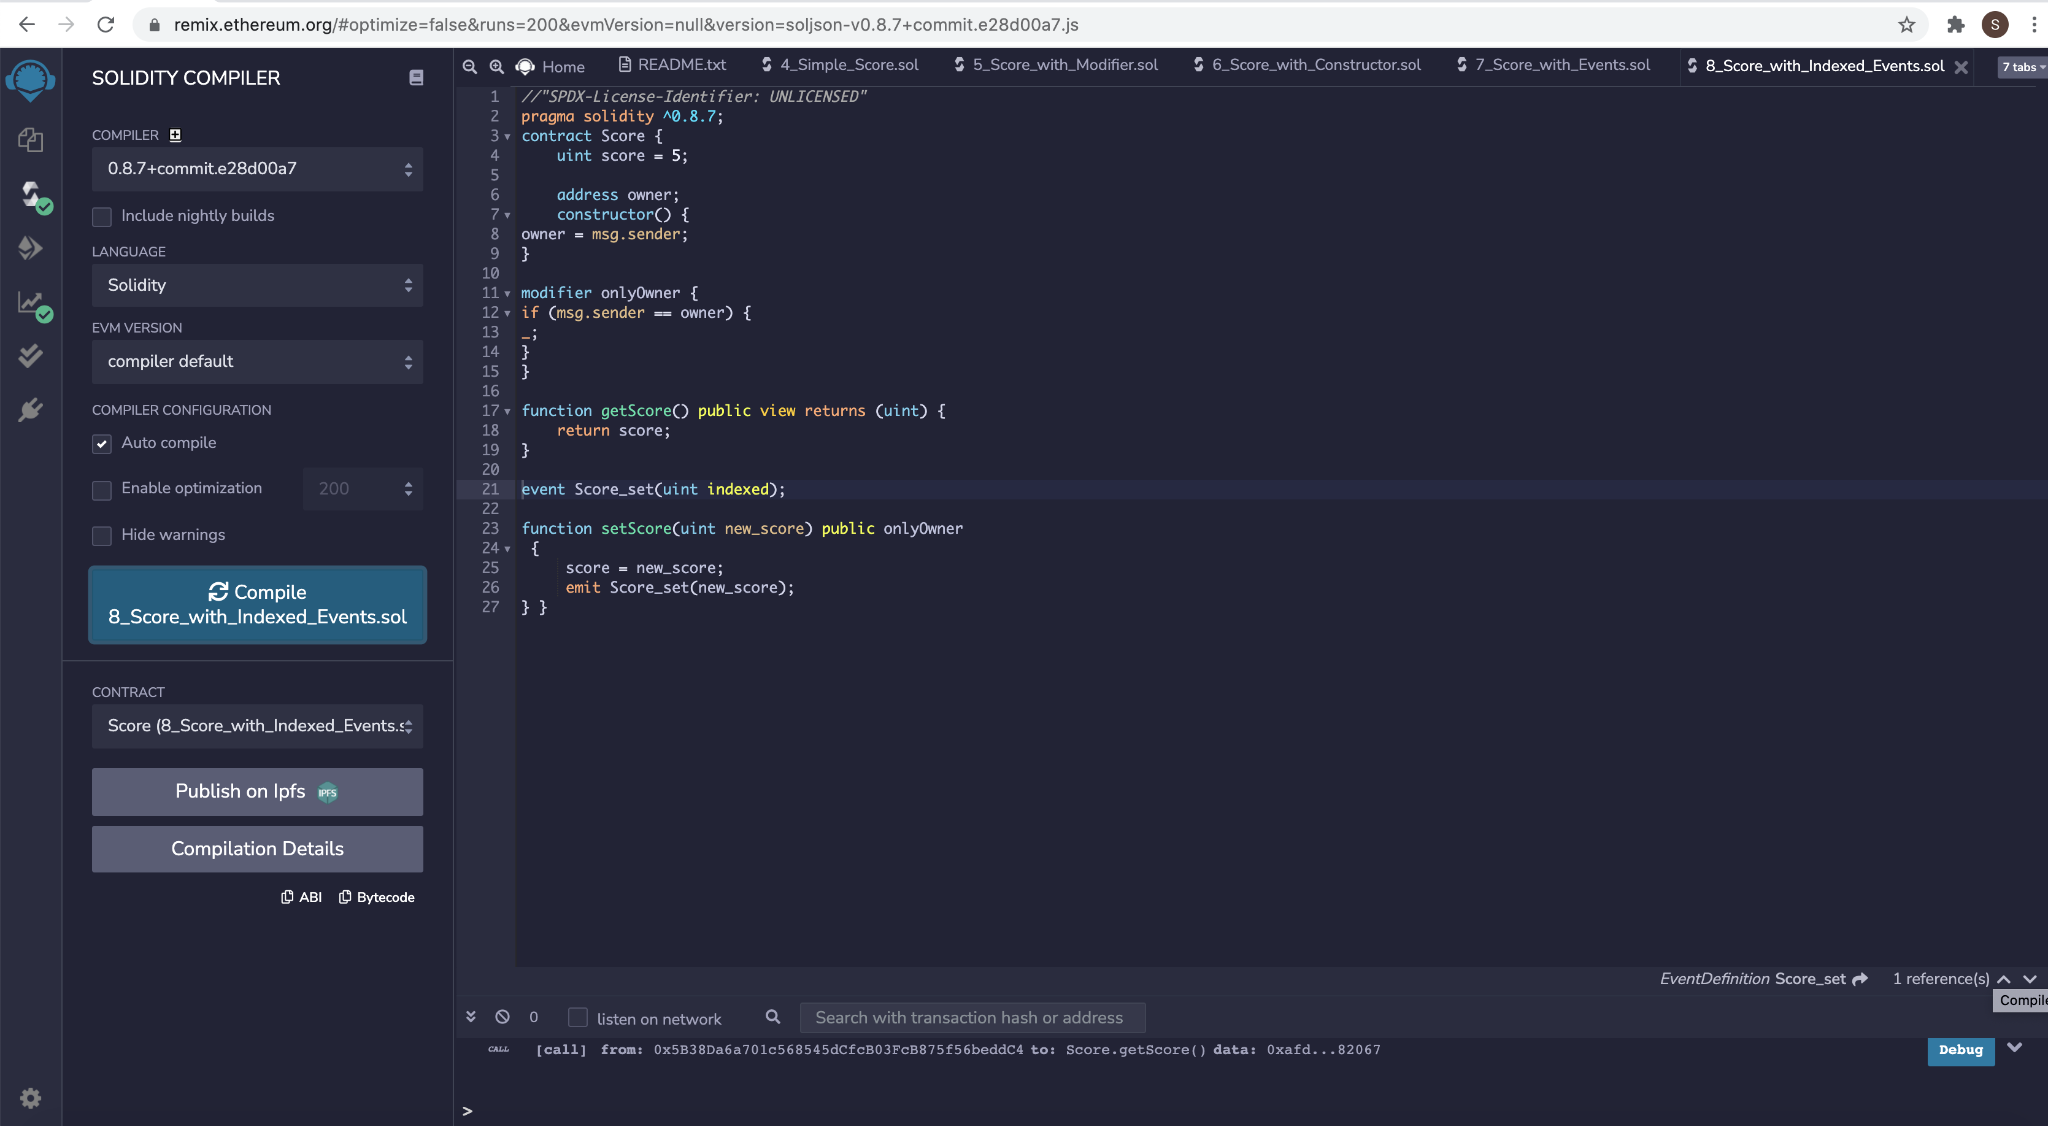 remix.ethereum.org/#optimize=false&runs=200&evmVersion=null&version=soljson-v0.8.7+commit.e28d00a7.js
S
SOLIDITY COMPILER
COMPILER
0.8.7+commit.e28d00a7
Include nightly builds
LANGUAGE
Solidity
EVM VERSION
compiler default
COMPILER CONFIGURATION
Auto compile
Enable optimization
200
Hide warnings
Compile
8_Score_with_Indexed_Events.sol
CONTRACT
Score (8_Score_with_Indexed_Events.s
Publish on Ipfs IPFS
Compilation Details
ABI Bytecode
Home README.txt 4_Simple_Score.sol 5_Score_with_Modifier.sol 6_Score_with_Constructor.sol 7_Score_with_Events.sol 8_Score_with_Indexed_Events.sol 7 tabs
1 //"SPDX-License-Identifier: UNLICENSED"
2 pragma solidity ^0.8.7;
3 contract Score {
4 uint score = 5;
5
6 address owner;
7 constructor() {
8 owner = msg.sender;
9 }
10
11 modifier onlyOwner {
12 if (msg.sender == owner) {
13 _;
14 }
15 }
16
17 function getScore() public view returns (uint) {
18 return score;
19 }
20
21 event Score_set(uint indexed);
22
23 function setScore(uint new_score) public onlyOwner
24 {
25 score = new_score;
26 emit Score_set(new_score);
27 } }
EventDefinition Score_set 1 reference(s)
Compile
0 listen on network Search with transaction hash or address
CALL [call] from: 0x5B38Da6a701c568545dCfcB03FcB875f56beddC4 to: Score.getScore() data: 0xafd...82067 Debug
>